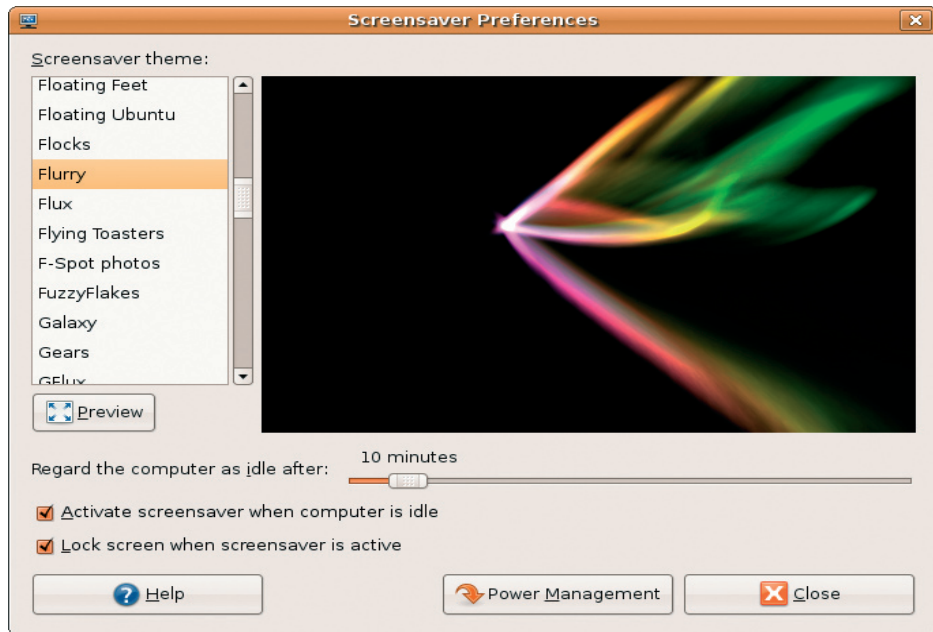 Screensaver Preferences
Screensaver theme:
Floating Feet
Floating Ubuntu
Flocks
Flurry
Flux
Flying Toasters
F-Spot photos
FuzzyFlakes
Galaxy
Gears
GFlux
Preview
10 minutes
Regard the computer as idle after:
Activate screensaver when computer is idle
Lock screen when screensaver is active
Help
Power Management
Close